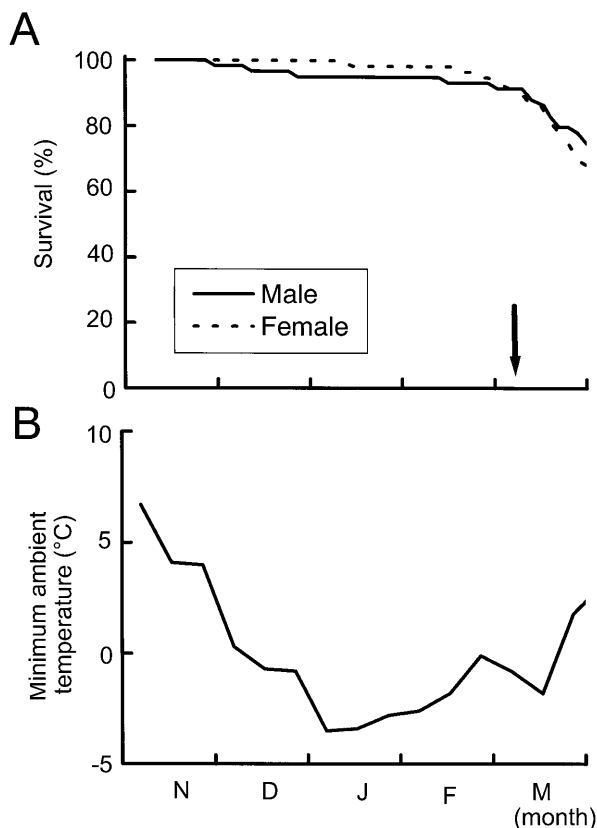 A
100
80
60
40
20
0
Survival (%)
Male
Female
B
10
5
0
-5
Minimum ambient
temperature (°C)
N D J F M
(month)